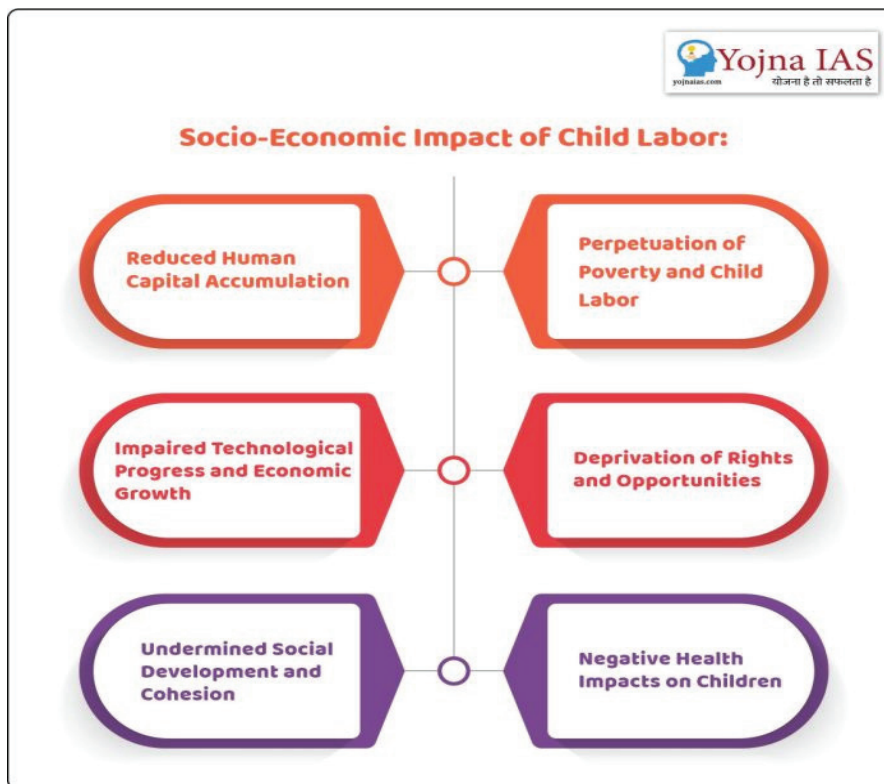 Yojna IAS
yojnaias.com
योजना है तो सफलता है
Socio-Economic Impact of Child Labor:
Reduced Human
Capital Accumulation
Perpetuation of
Poverty and Child
Labor
Impaired Technological
Progress and Economic
Growth
Deprivation of Rights
and Opportunities
Undermined Social
Development and
Cohesion
Negative Health
Impacts on Children